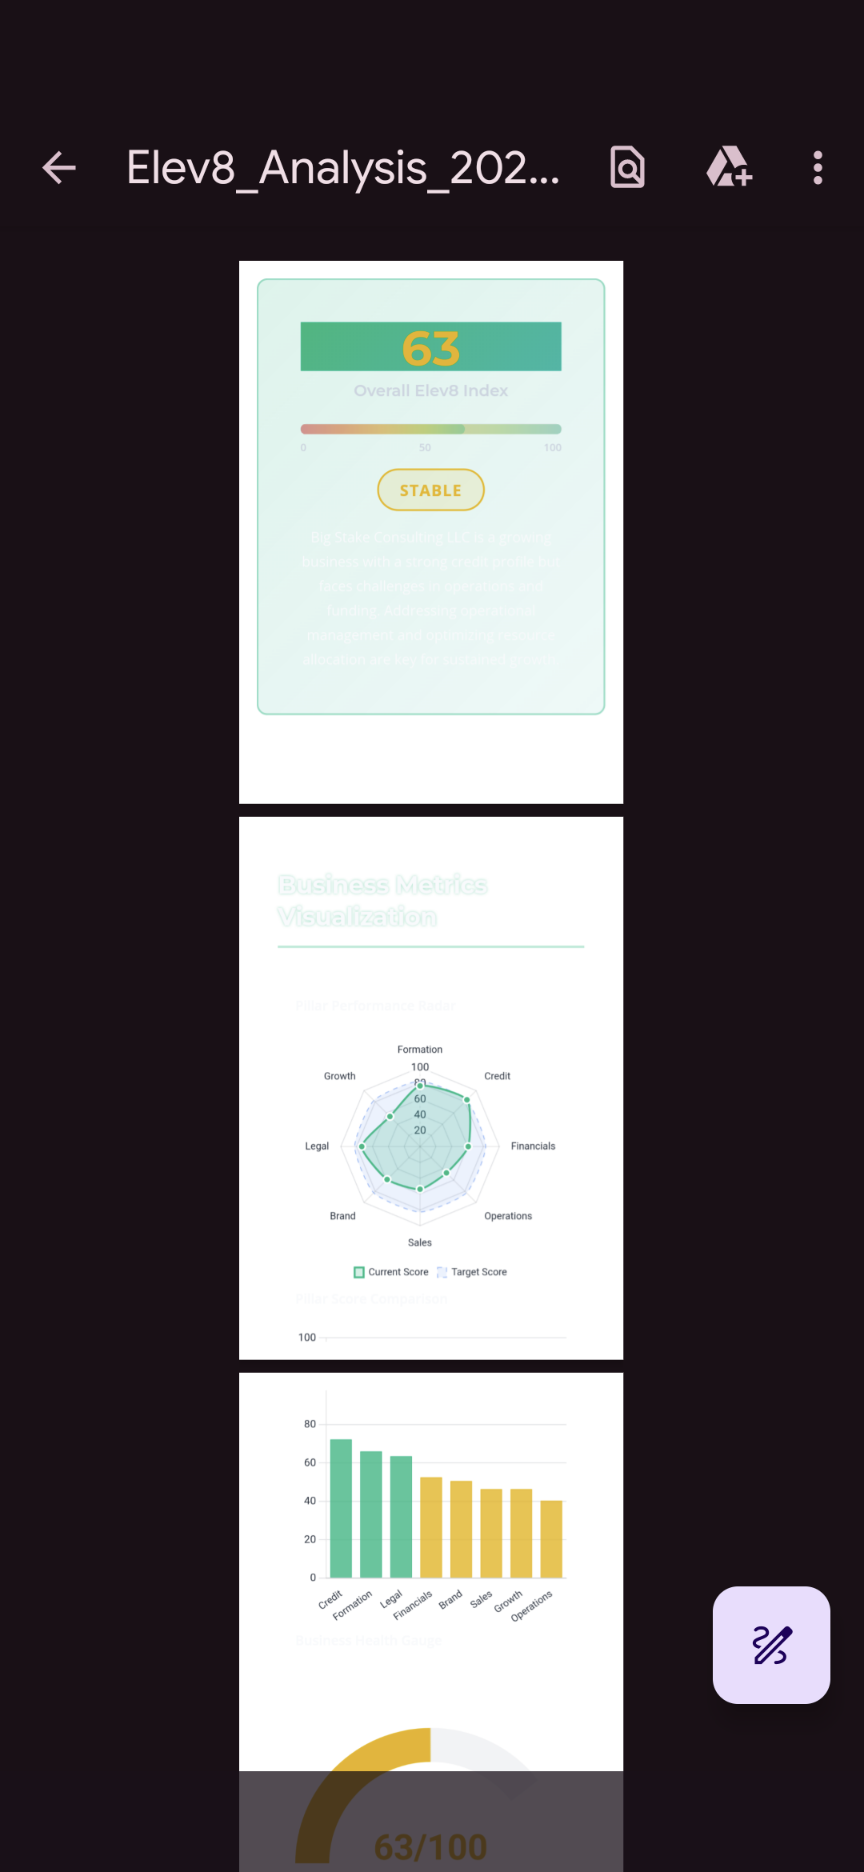 Elev8_Analysis_202...
63
Overall Elev8 Index
0 50 100
STABLE
Big Stake Consulting LLC is a growing
business with a strong credit profile but
faces challenges in operations and
funding. Addressing operational
management and optimizing resource
allocation are key for sustained growth.
Business Metrics
Visualization
Pillar Performance Radar
Formation
Growth
Credit
100
80
60
40
20
Legal
Financials
Brand
Operations
Sales
Current Score Target Score
Pillar Score Comparison
100
80
60
40
20
0
Credit Formation Legal Financials Brand Sales Growth Operations
Business Health Gauge
63/100